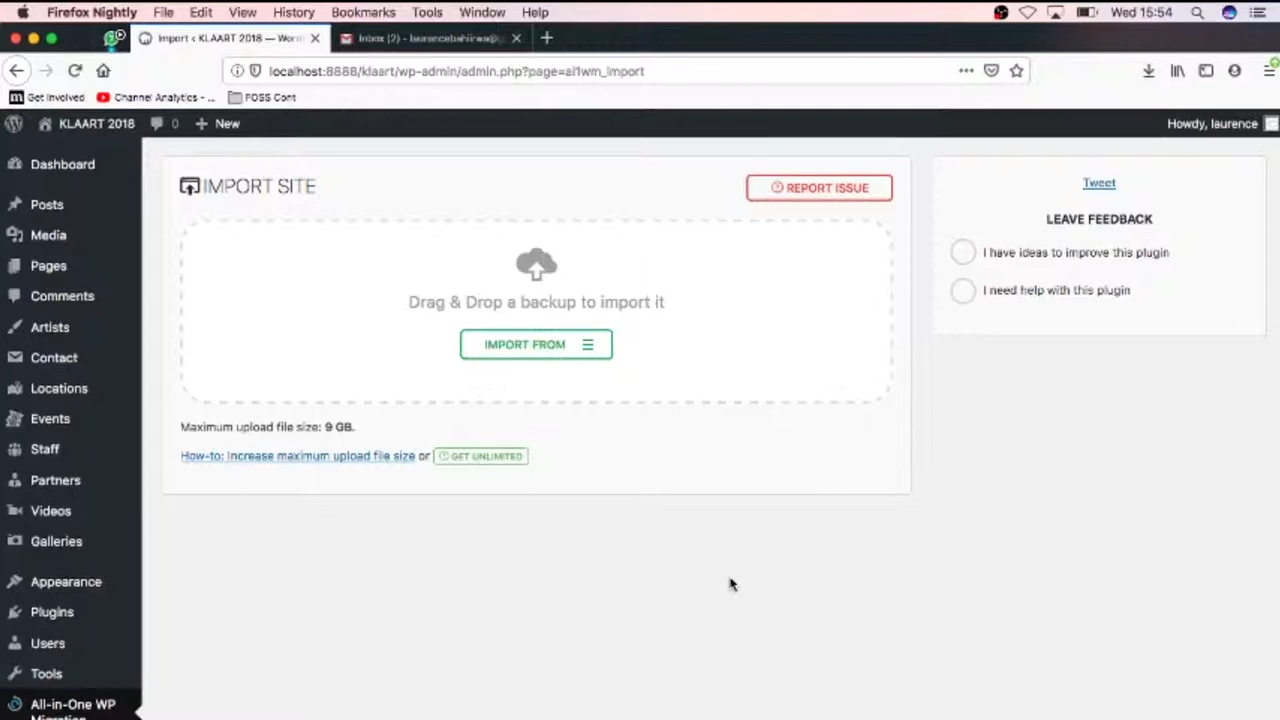 Firefox Nightly File Edit View History Bookmarks Tools Window Help Wed 15:54
Import ‹ KLAART 2018 — Word
Inbox (2) -
localhost:8888/klaart/wp-admin/admin.php?page=ai1wm_import
Get Involved Channel Analytics - ... FOSS Cont
KLAART 2018 0 New Howdy, laurence
Dashboard
Posts
Media
Pages
Comments
Artists
Contact
Locations
Events
Staff
Partners
Videos
Galleries
Appearance
Plugins
Users
Tools
All-in-One WP
Migration
IMPORT SITE
REPORT ISSUE
Drag & Drop a backup to import it
IMPORT FROM
Maximum upload file size: 9 GB.
How-to: Increase maximum upload file size or GET UNLIMITED
Tweet
LEAVE FEEDBACK
I have ideas to improve this plugin
I need help with this plugin